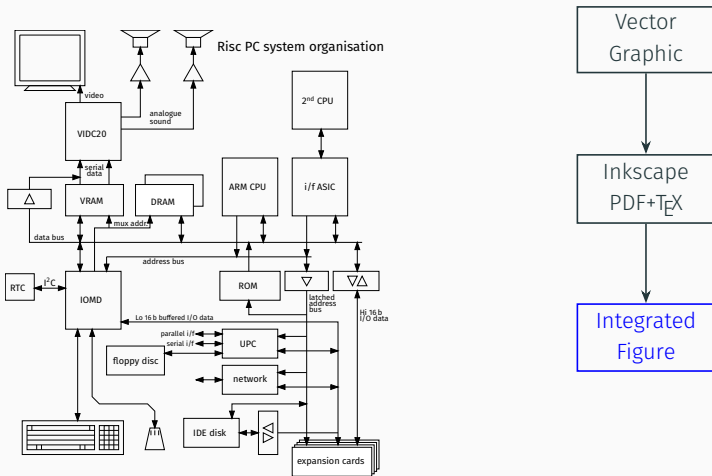 Risc PC system organisation
video
analogue
sound
2nd CPU
VIDC20
serial
data
ARM CPU
i/f ASIC
VRAM
DRAM
mux addr.
data bus
address bus
RTC
I2C
IOMD
ROM
latched
address
bus
Hi 16 b
I/O data
Lo 16 b buffered I/O data
parallel i/f
serial i/f
UPC
floppy disc
network
IDE disk
expansion cards
Vector
Graphic
Inkscape
PDF+TEX
Integrated
Figure